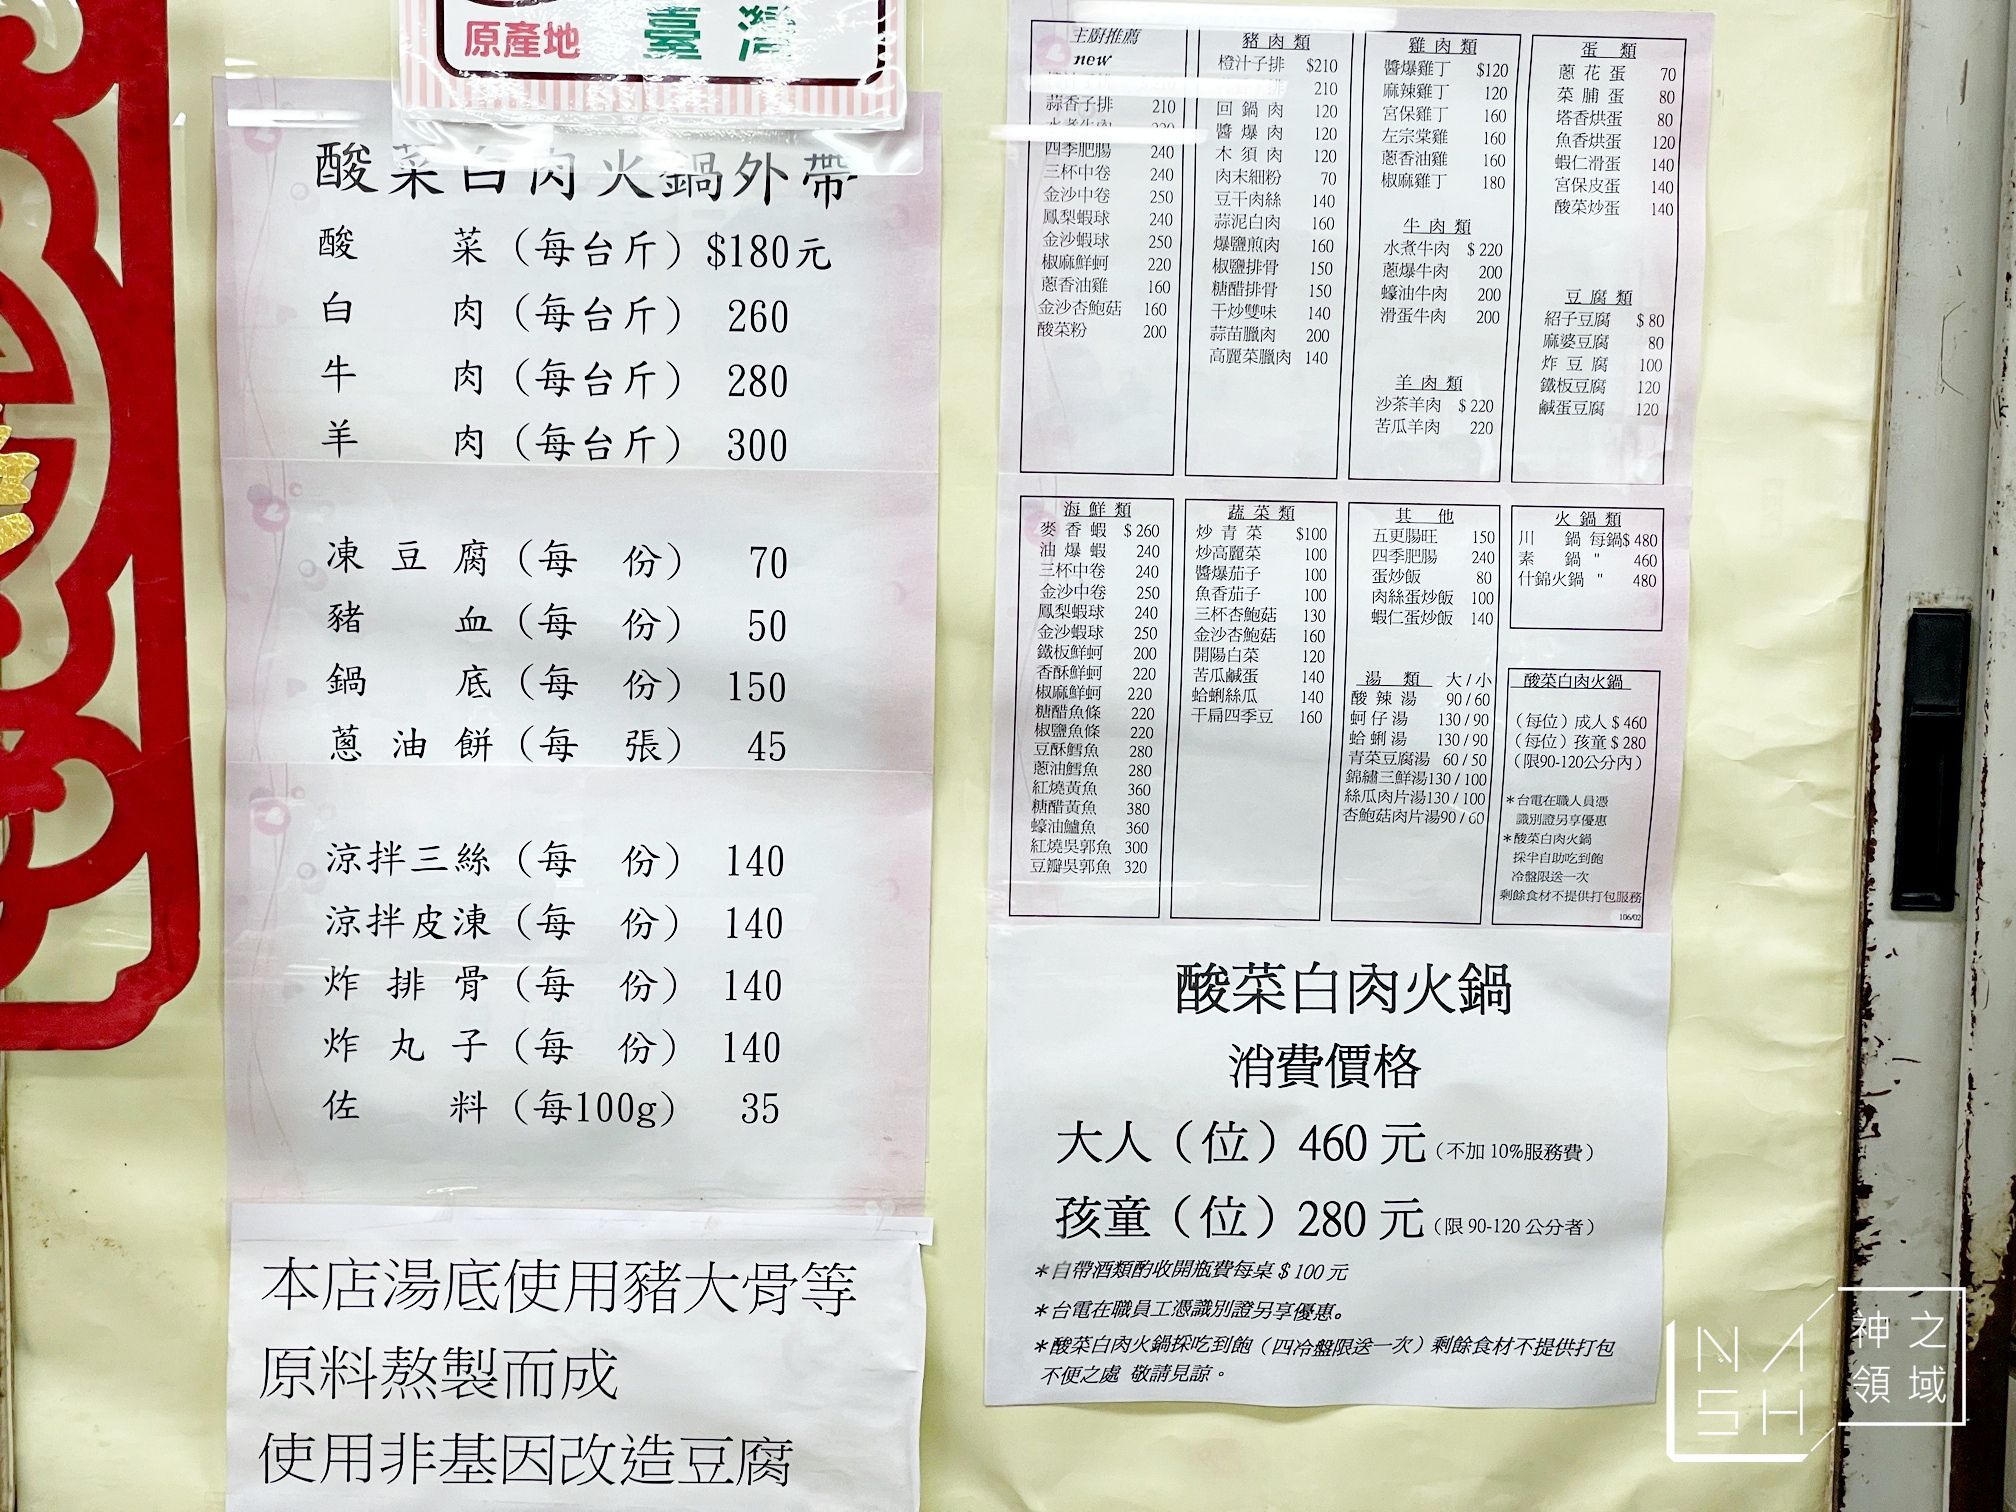 原產地 臺灣
酸菜白肉火鍋外帶
酸 菜（每台斤）$180元
白 肉（每台斤）260
牛 肉（每台斤）280
羊 肉（每台斤）300
凍豆腐（每 份）70
豬 血（每 份）50
鍋 底（每 份）150
蔥油餅（每 張）45
涼拌三絲（每 份）140
涼拌皮凍（每 份）140
炸排骨（每 份）140
炸丸子（每 份）140
佐 料（每100g）35
本店湯底使用豬大骨等
原料熬製而成
使用非基因改造豆腐
主廚推薦
new
蒜香子排 210
四季肥腸 240
三杯中卷 240
金沙中卷 250
鳳梨蝦球 240
金沙蝦球 250
椒麻鮮蚵 220
蔥香油雞 160
金沙杏鮑菇 160
酸菜粉 200
豬肉類
橙汁子排 $210
排 210
回鍋肉 120
醬爆肉 120
木須肉 120
肉末細粉 70
豆干肉絲 140
蒜泥白肉 160
爆鹽煎肉 160
椒鹽排骨 150
糖醋排骨 150
干炒雙味 140
蒜苗臘肉 200
高麗菜臘肉 140
雞肉類
醬爆雞丁 $120
麻辣雞丁 120
宮保雞丁 160
左宗棠雞 160
蔥香油雞 160
椒麻雞丁 180
牛肉類
水煮牛肉 $220
蔥爆牛肉 200
蠔油牛肉 200
滑蛋牛肉 200
羊肉類
沙茶羊肉 $220
苦瓜羊肉 220
蛋 類
蔥花蛋 70
菜脯蛋 80
塔香烘蛋 80
魚香烘蛋 120
蝦仁滑蛋 140
宮保皮蛋 140
酸菜炒蛋 140
豆腐類
紹子豆腐 $80
麻婆豆腐 80
炸豆腐 100
鐵板豆腐 120
鹹蛋豆腐 120
海鮮類
麥香蝦 $260
油爆蝦 240
三杯中卷 240
金沙中卷 250
鳳梨蝦球 240
金沙蝦球 250
鐵板鮮蚵 200
香酥鮮蚵 220
椒麻鮮蚵 220
糖醋魚條 220
椒鹽魚條 220
豆酥鱈魚 280
蔥油鱈魚 280
紅燒黃魚 360
糖醋黃魚 380
蠔油鱸魚 360
紅燒吳郭魚 300
豆瓣吳郭魚 320
蔬菜類
炒青菜 $100
炒高麗菜 100
醬爆茄子 100
魚香茄子 100
三杯杏鮑菇 130
金沙杏鮑菇 160
開陽白菜 120
苦瓜鹹蛋 140
蛤蜊絲瓜 140
干扁四季豆 160
其 他
五更腸旺 150
四季肥腸 240
蛋炒飯 80
肉絲蛋炒飯 100
蝦仁蛋炒飯 140
湯 類 大/小
酸辣湯 90/60
蚵仔湯 130/90
蛤蜊湯 130/90
青菜豆腐湯 60/50
錦繡三鮮湯130/100
絲瓜肉片湯130/100
杏鮑菇肉片湯90/60
火鍋類
川 鍋 每鍋$480
素 鍋 " 460
什錦火鍋 " 480
酸菜白肉火鍋
（每位）成人$460
（每位）孩童$280
（限90-120公分內）
＊台電在職人員憑
識別證另享優惠
＊酸菜白肉火鍋
採半自助吃到飽
冷盤限送一次
剩餘食材不提供打包服務
106/02
酸菜白肉火鍋
消費價格
大人（位）460元（不加10%服務費）
孩童（位）280元（限90-120公分者）
＊自帶酒類酌收開瓶費每桌$100元
＊台電在職員工憑識別證另享優惠。
＊酸菜白肉火鍋採吃到飽（四冷盤限送一次）剩餘食材不提供打包
不便之處 敬請見諒。
NASH
神之領域